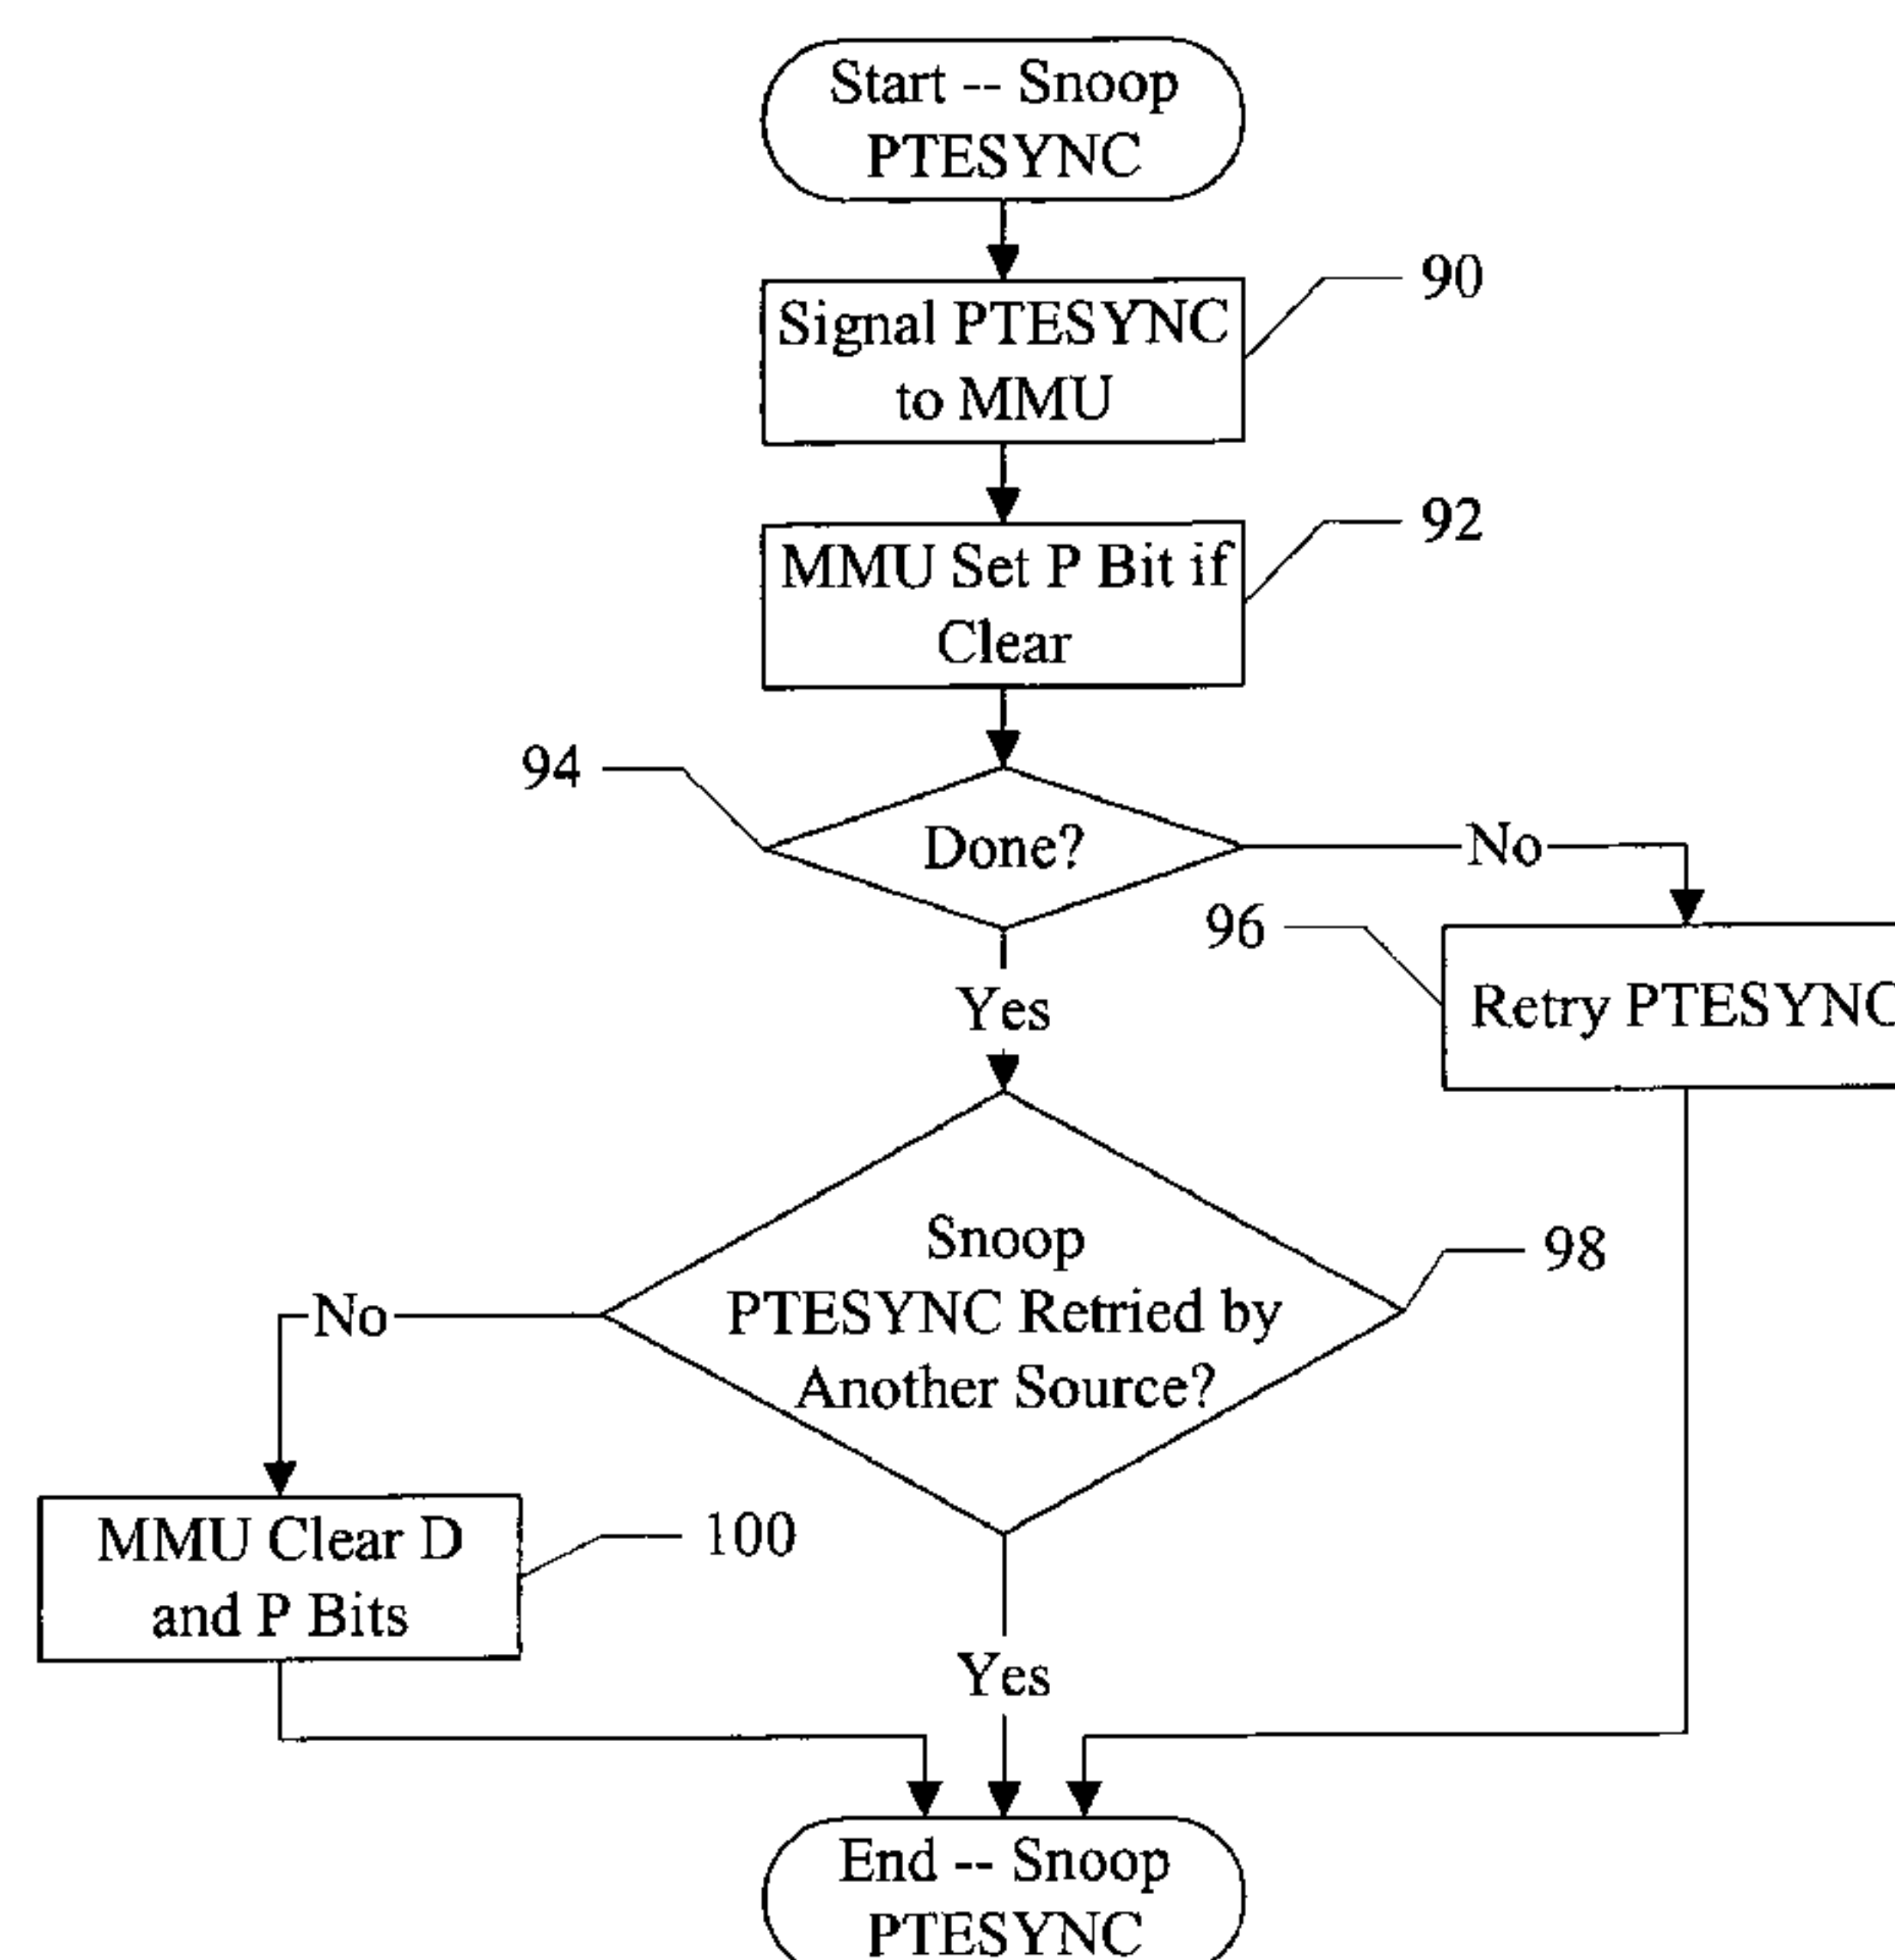 Start -- Snoop
PTESYNC
90
Signal PTESYNC
to MMU
92
MMU Set P Bit if
Clear
94
Done?
No
96
Retry PTESYNC
Yes
Snoop
PTESYNC Retried by
Another Source?
98
No
MMU Clear D
and P Bits
100
Yes
End -- Snoop
PTESYNC